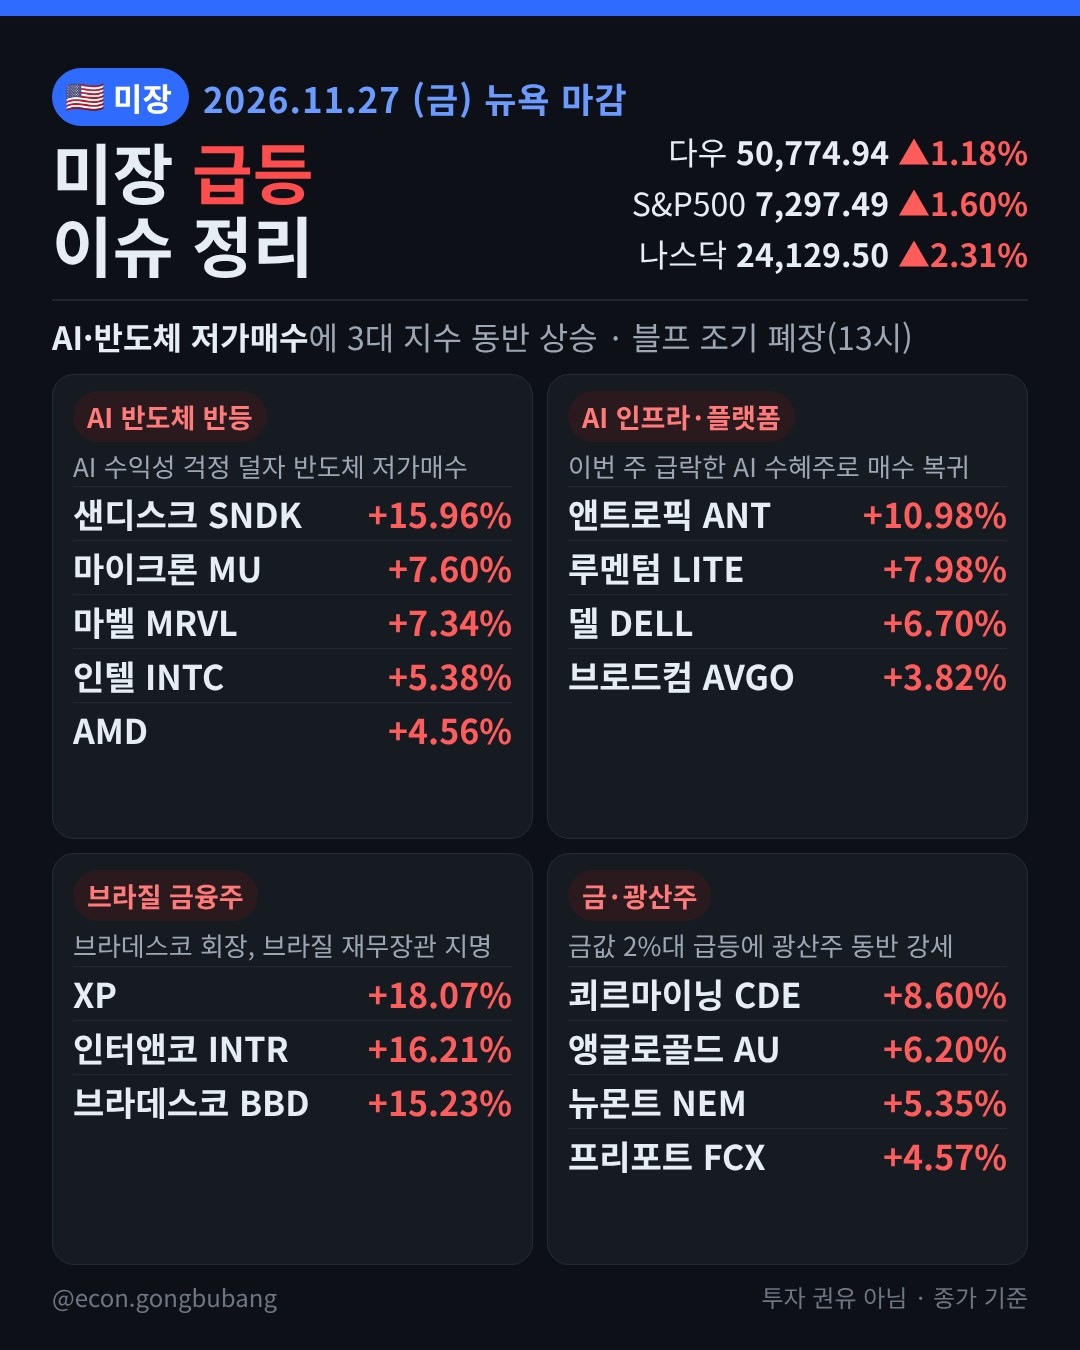 🇺🇸 미장 2026.11.27 (금) 뉴욕 마감
미장 급등
이슈 정리
다우 50,774.94 ▲1.18%
S&P500 7,297.49 ▲1.60%
나스닥 24,129.50 ▲2.31%
AI·반도체 저가매수에 3대 지수 동반 상승 · 블프 조기 폐장(13시)
AI 반도체 반등
AI 수익성 걱정 덜자 반도체 저가매수
샌디스크 SNDK +15.96%
마이크론 MU +7.60%
마벨 MRVL +7.34%
인텔 INTC +5.38%
AMD +4.56%
AI 인프라·플랫폼
이번 주 급락한 AI 수혜주로 매수 복귀
앤트로픽 ANT +10.98%
루멘텀 LITE +7.98%
델 DELL +6.70%
브로드컴 AVGO +3.82%
브라질 금융주
브라데스코 회장, 브라질 재무장관 지명
XP +18.07%
인터앤코 INTR +16.21%
브라데스코 BBD +15.23%
금·광산주
금값 2%대 급등에 광산주 동반 강세
쾨르마이닝 CDE +8.60%
앵글로골드 AU +6.20%
뉴몬트 NEM +5.35%
프리포트 FCX +4.57%
@econ.gongbubang
투자 권유 아님 · 종가 기준